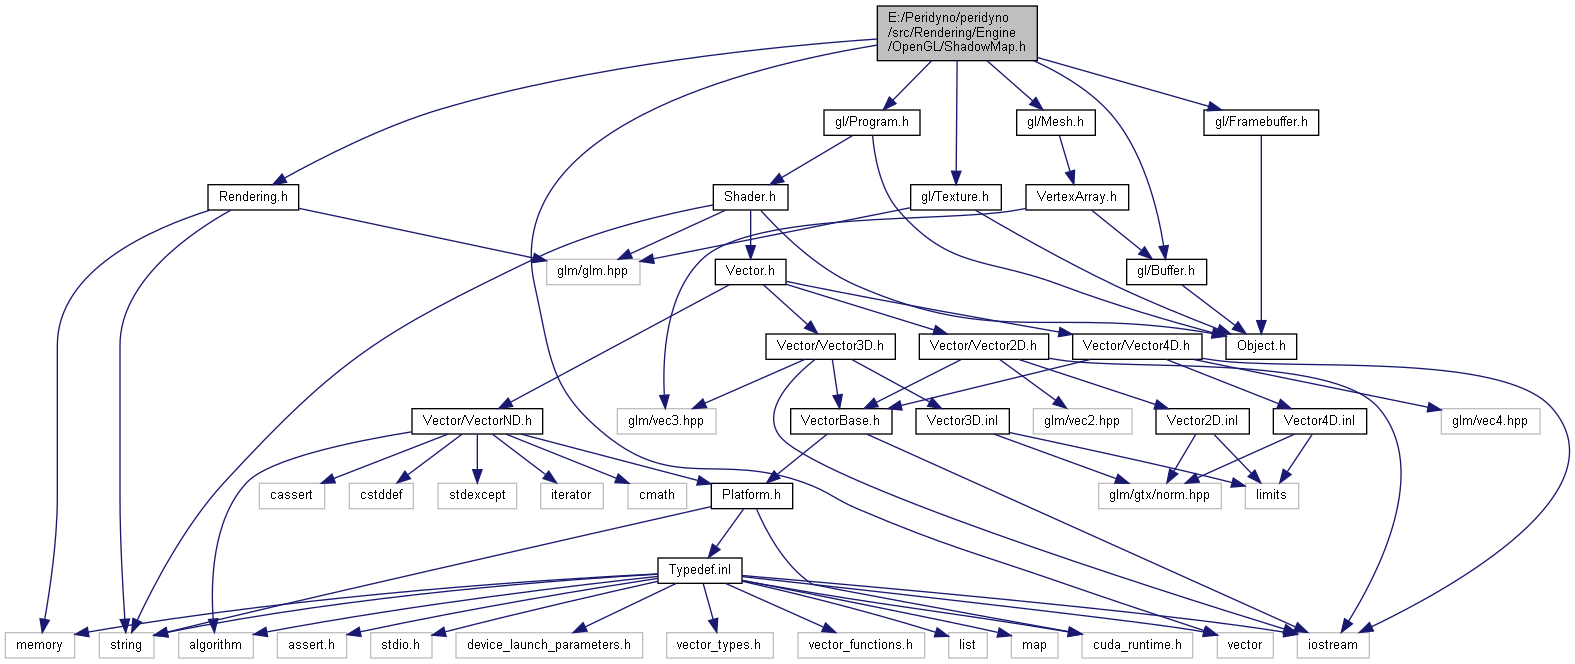 E:/Peridyno/peridyno
/src/Rendering/Engine
/OpenGL/ShadowMap.h
gl/Program.h
gl/Mesh.h
gl/Framebuffer.h
Rendering.h
Shader.h
gl/Texture.h
VertexArray.h
glm/glm.hpp
Vector.h
gl/Buffer.h
Vector/Vector3D.h
Vector/Vector2D.h
Vector/Vector4D.h
Object.h
Vector/VectorND.h
glm/vec3.hpp
VectorBase.h
Vector3D.inl
glm/vec2.hpp
Vector2D.inl
Vector4D.inl
glm/vec4.hpp
cassert
cstddef
stdexcept
iterator
cmath
Platform.h
glm/gtx/norm.hpp
limits
Typedef.inl
memory
string
algorithm
assert.h
stdio.h
device_launch_parameters.h
vector_types.h
vector_functions.h
list
map
cuda_runtime.h
vector
iostream